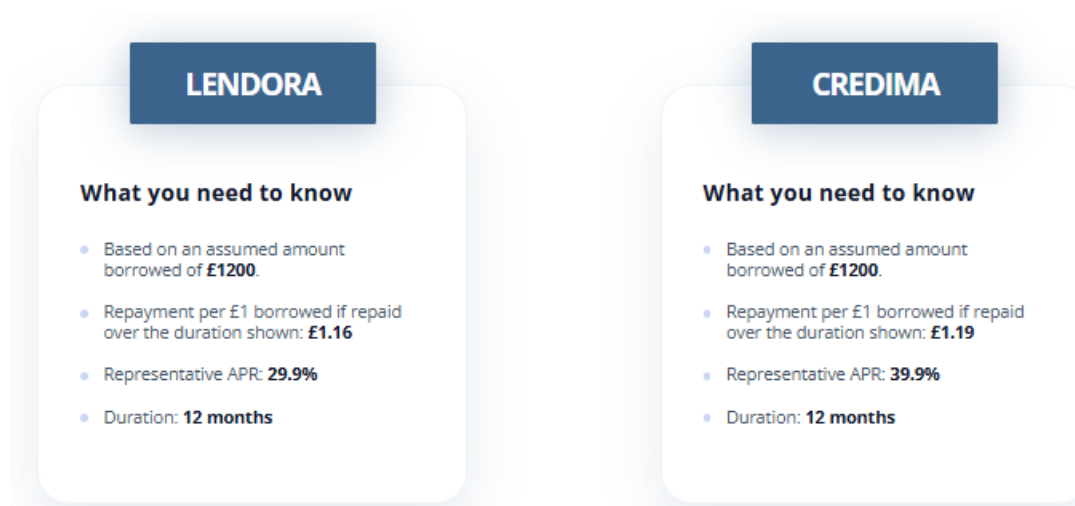 LENDORA
What you need to know
Based on an assumed amount
borrowed of £1200.
Repayment per £1 borrowed if repaid
over the duration shown: £1.16
Representative APR: 29.9%
Duration: 12 months
CREDIMA
What you need to know
Based on an assumed amount
borrowed of £1200.
Repayment per £1 borrowed if repaid
over the duration shown: £1.19
Representative APR: 39.9%
Duration: 12 months